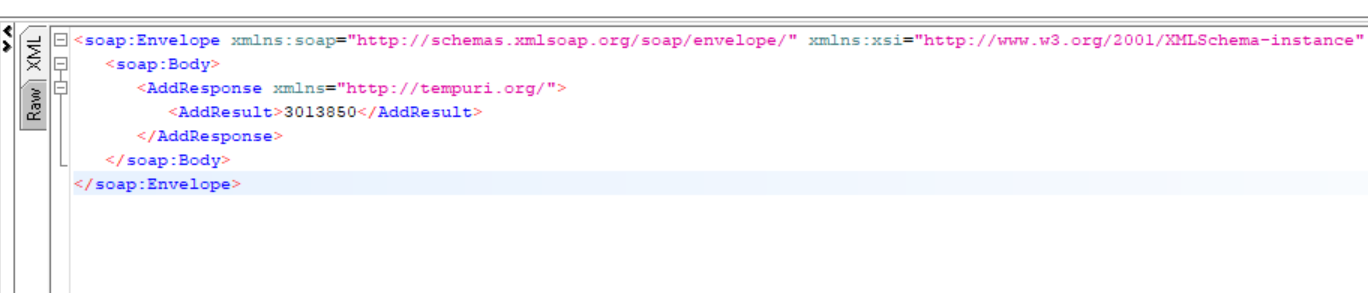 XML
Raw
<soap:Envelope xmlns:soap="http://schemas.xmlsoap.org/soap/envelope/" xmlns:xsi="http://www.w3.org/2001/XMLSchema-instance"
<soap:Body>
<AddResponse xmlns="http://tempuri.org/">
<AddResult>3013850</AddResult>
</AddResponse>
</soap:Body>
</soap:Envelope>